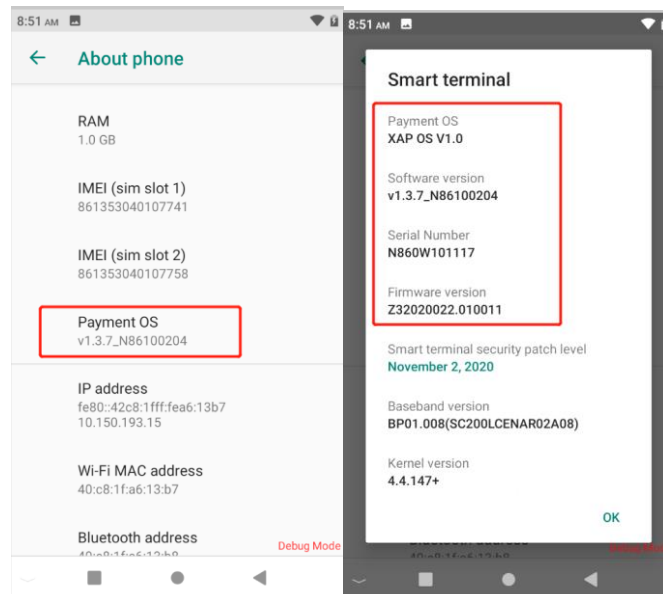 8:51 AM
About phone
RAM
1.0 GB
IMEI (sim slot 1)
861353040107741
IMEI (sim slot 2)
861353040107758
Payment OS
v1.3.7_N86100204
IP address
fe80::42c8:1fff:fea6:13b7
10.150.193.15
Wi-Fi MAC address
40:c8:1f:a6:13:b7
Bluetooth address
Debug Mode
8:51 AM
Smart terminal
Payment OS
XAP OS V1.0
Software version
v1.3.7_N86100204
Serial Number
N860W101117
Firmware version
Z32020022.010011
Smart terminal security patch level
November 2, 2020
Baseband version
BP01.008(SC200LCENAR02A08)
Kernel version
4.4.147+
OK